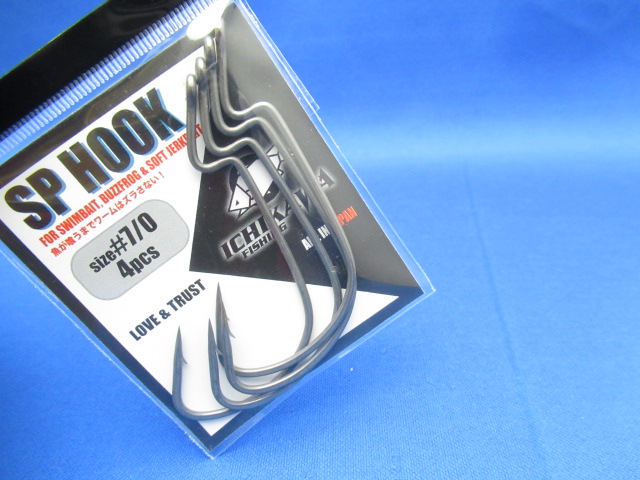 SP HOOK
FOR SWIMBAIT, BUZZFROG & SOFT JERKBAIT
魚が喰うまでワームはズラさない!
size#7/0
4pcs
LOVE & TRUST
FISHING